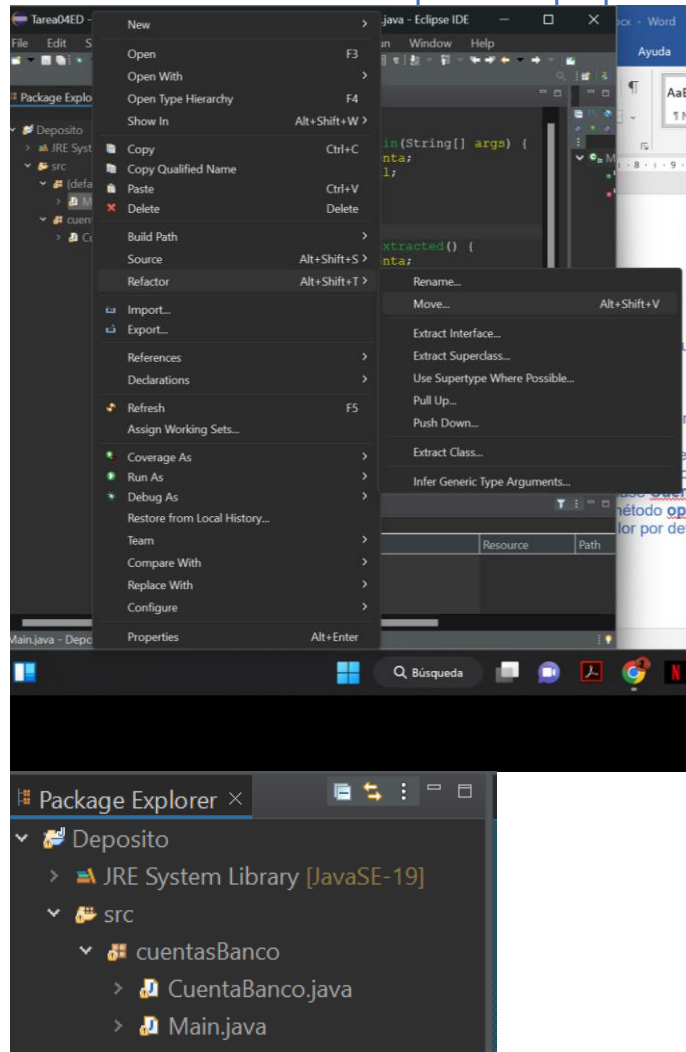 Tarea04ED -
.java - Eclipse IDE
- Word
File Edit
Window Help
Ayuda
Package Explo
Deposito
JRE Syst
src
(defa
cuen
in(String[] args) {
nta;
l;
xtracted() {
nta;
New
Open F3
Open With
Open Type Hierarchy F4
Show In Alt+Shift+W
Copy Ctrl+C
Copy Qualified Name
Paste Ctrl+V
Delete Delete
Build Path
Source Alt+Shift+S
Refactor Alt+Shift+T
Import...
Export...
References
Declarations
Refresh F5
Assign Working Sets...
Coverage As
Run As
Debug As
Restore from Local History...
Team
Compare With
Replace With
Configure
Properties Alt+Enter
Rename...
Move... Alt+Shift+V
Extract Interface...
Extract Superclass...
Use Supertype Where Possible...
Pull Up...
Push Down...
Extract Class...
Infer Generic Type Arguments...
étodo op
lor por de
Resource Path
Main.java - Depo
Búsqueda
Package Explorer
Deposito
JRE System Library [JavaSE-19]
src
cuentasBanco
CuentaBanco.java
Main.java